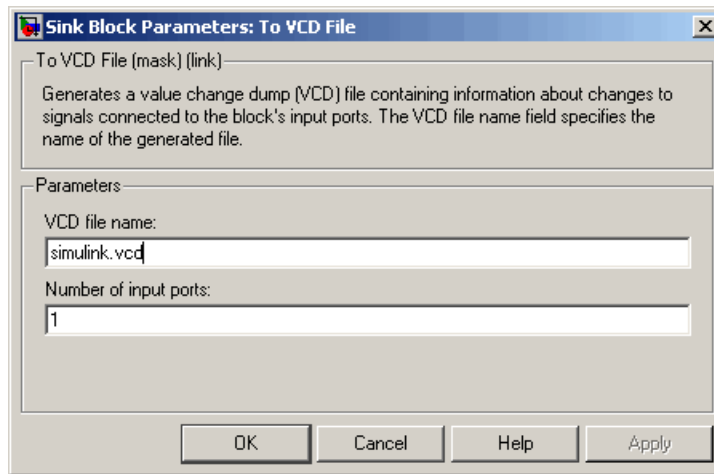 Sink Block Parameters: To VCD File
To VCD File (mask) (link)
Generates a value change dump (VCD) file containing information about changes to
signals connected to the block's input ports. The VCD file name field specifies the
name of the generated file.
Parameters
VCD file name:
simulink.vcd
Number of input ports:
1
OK Cancel Help Apply